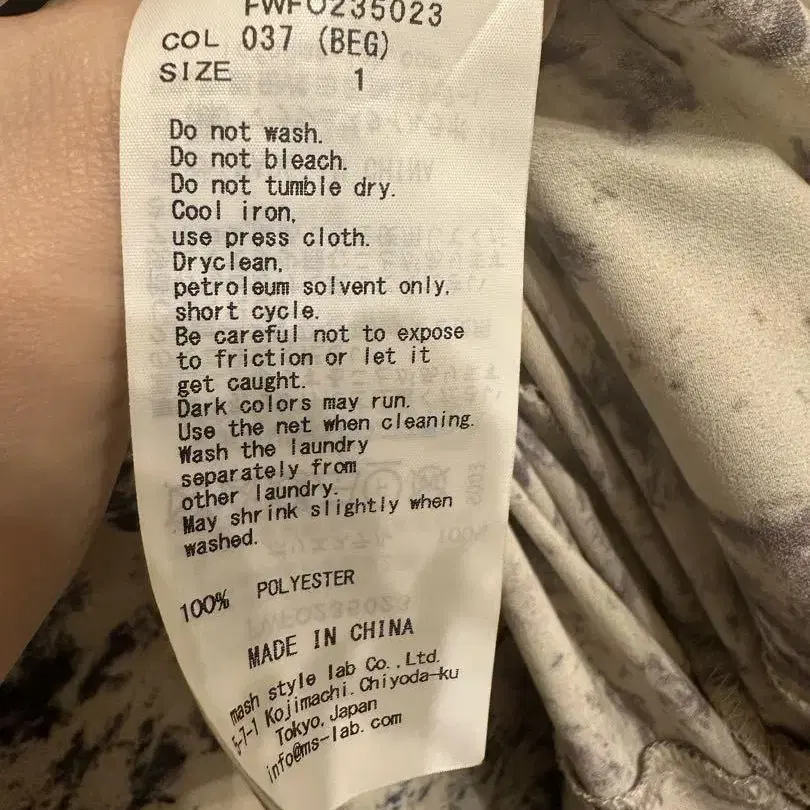 FWFO235023
COL 037 (BEG)
SIZE 1
Do not wash.
Do not bleach.
Do not tumble dry.
Cool iron,
use press cloth.
Dryclean,
petroleum solvent only,
short cycle.
Be careful not to expose
to friction or let it
get caught.
Dark colors may run.
Use the net when cleaning.
Wash the laundry
separately from
other laundry.
May shrink slightly when
washed.
100% POLYESTER
MADE IN CHINA
mash style lab Co.,Ltd.
5-7-1 Kojimachi.Chiyoda-ku
Tokyo,Japan
info@ms-lab.com